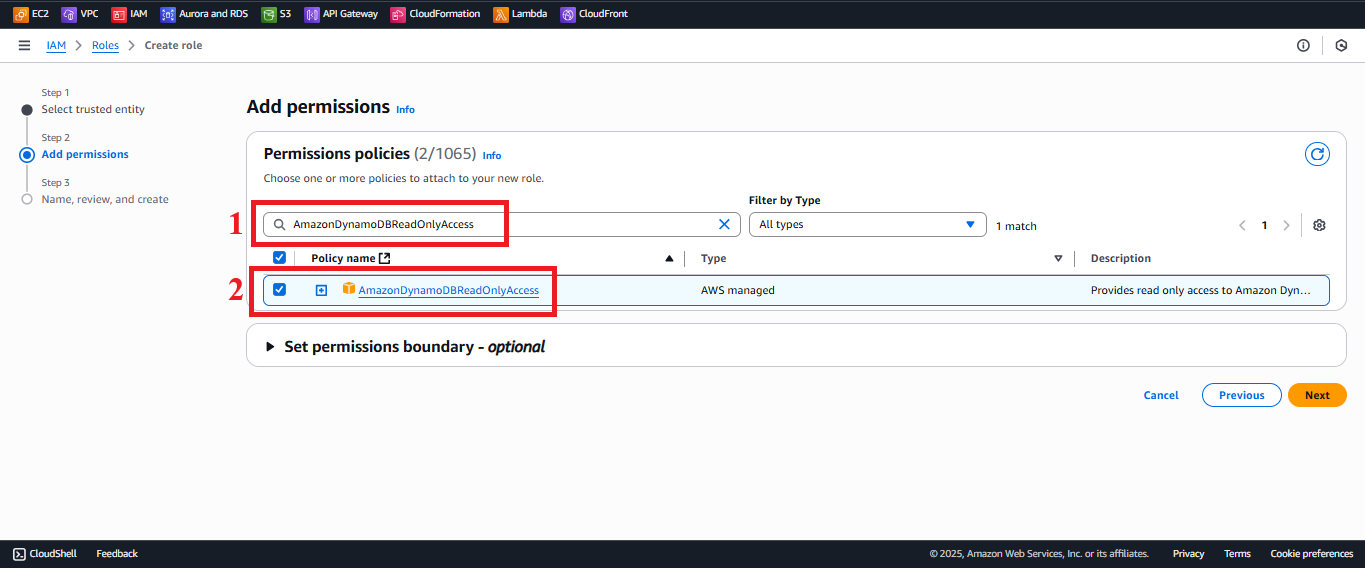 EC2 VPC IAM Aurora and RDS S3 API Gateway CloudFormation Lambda CloudFront
IAM Roles Create role
Step 1
Select trusted entity
Step 2
Add permissions
Step 3
Name, review, and create
Add permissions Info
Permissions policies (2/1065) Info
Choose one or more policies to attach to your new role.
Filter by Type
1 AmazonDynamoDBReadOnlyAccess All types 1 match 1
Policy name Type Description
2 AmazonDynamoDBReadOnlyAccess AWS managed Provides read only access to Amazon Dyn...
Set permissions boundary - optional
Cancel Previous Next
CloudShell Feedback © 2025, Amazon Web Services, Inc. or its affiliates. Privacy Terms Cookie preferences